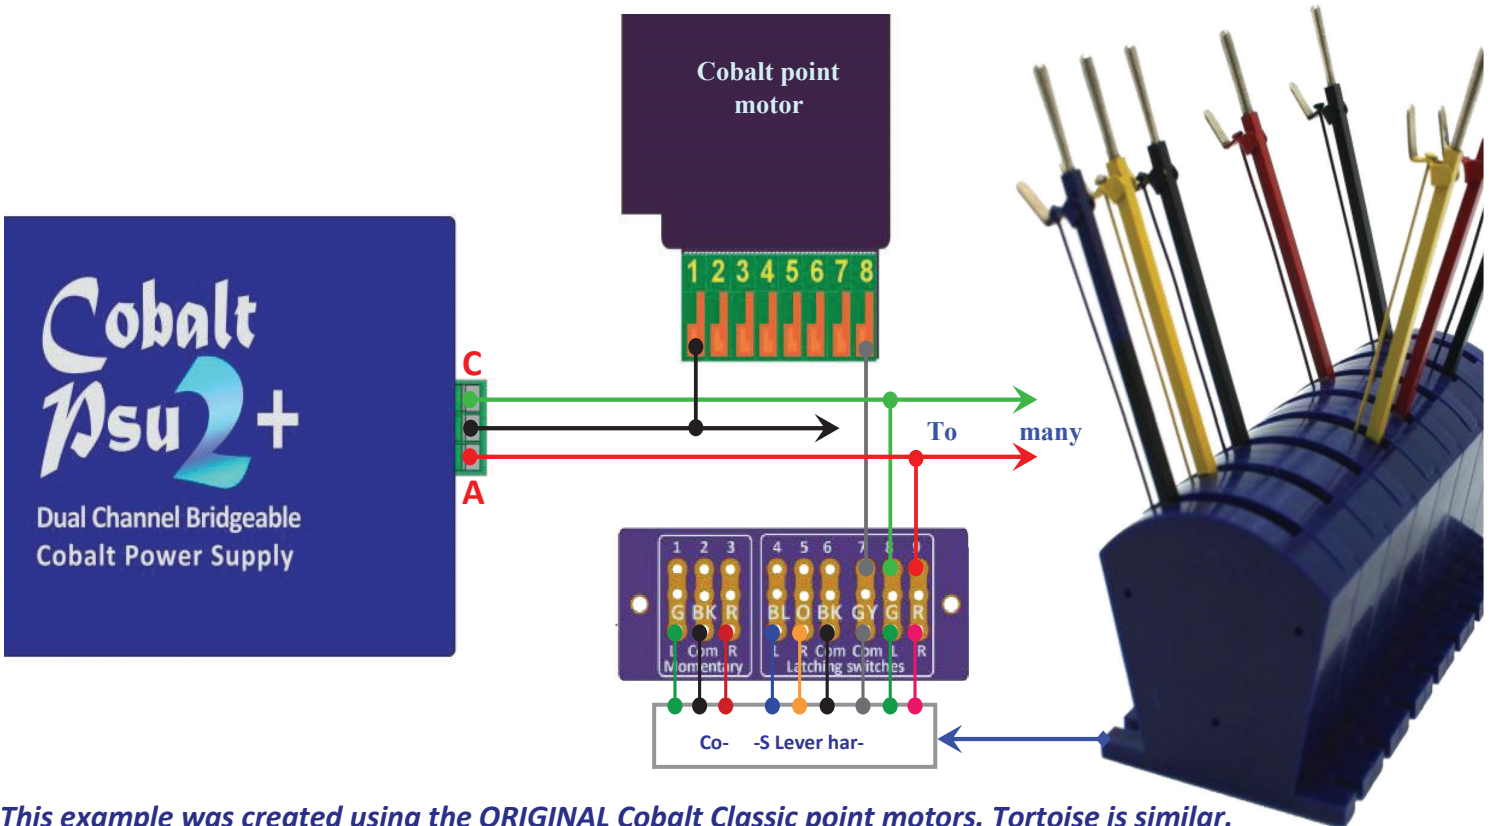 Cobalt point
motor
1 2 3 4 5 6 7 8
Cobalt
Psu2+
Dual Channel Bridgeable
Cobalt Power Supply
C
A
To many
1 2 3 4 5 6 7 8 9
G BK R BL O BK GY G R
L Com R L R Com Com L R
Momentary Latching switches
Co- -S Lever har-
This example was created using the ORIGINAL Cobalt Classic point motors. Tortoise is similar.